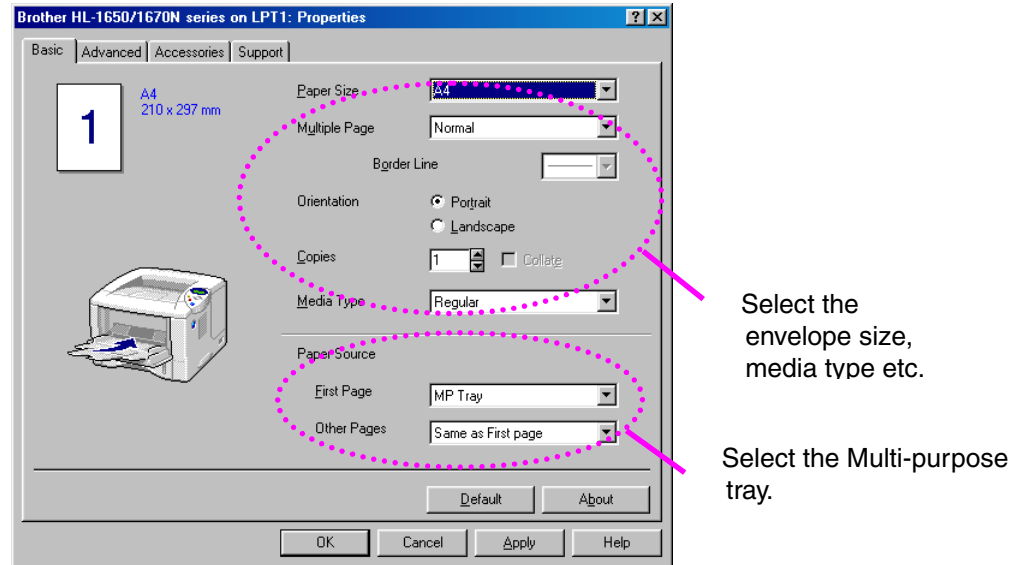 Brother HL-1650/1670N series on LPT1: Properties
Basic Advanced Accessories Support
1
A4
210 x 297 mm
Paper Size A4
Multiple Page Normal
Border Line
Orientation Portrait
Landscape
Copies 1 Collate
Media Type Regular
Paper Source
First Page MP Tray
Other Pages Same as First page
Default About
OK Cancel Apply Help
Select the
envelope size,
media type etc.
Select the Multi-purpose
tray.